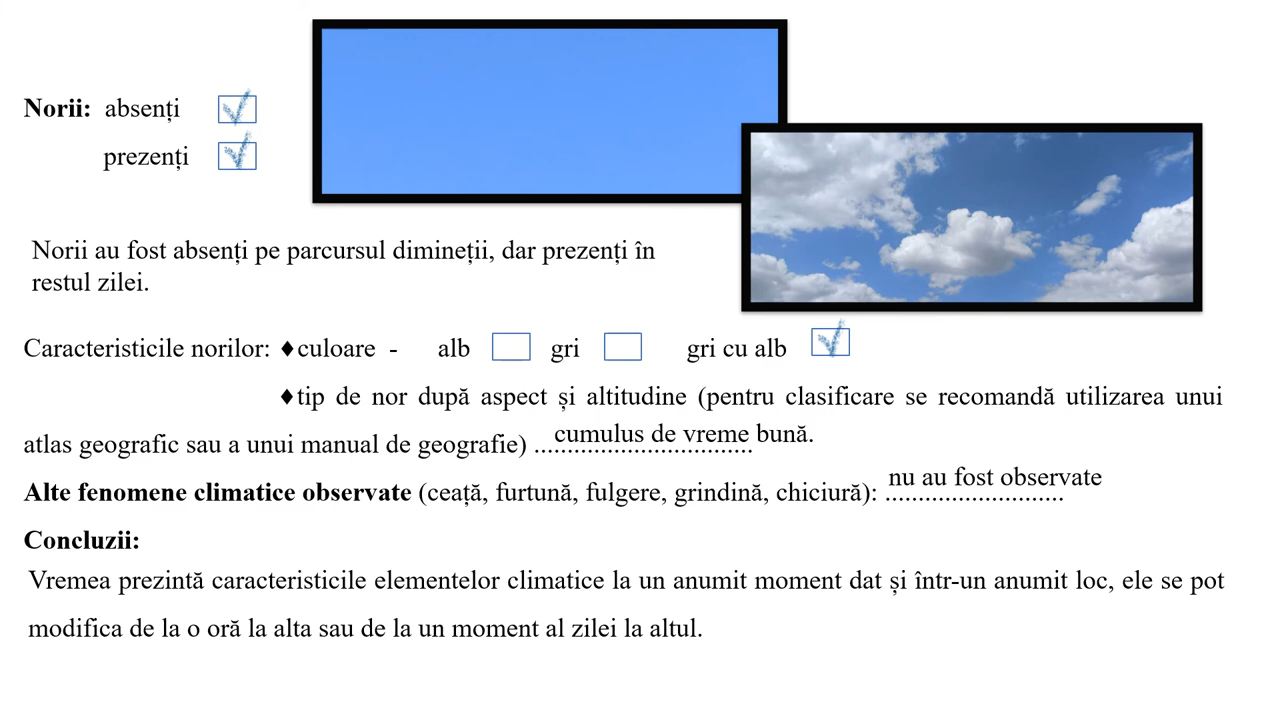 Norii: absenți
prezenți
Norii au fost absenți pe parcursul dimineții, dar prezenți în
restul zilei.
Caracteristicile norilor: ♦culoare - alb gri gri cu alb
♦tip de nor după aspect și altitudine (pentru clasificare se recomandă utilizarea unui
atlas geografic sau a unui manual de geografie) ................................. cumulus de vreme bună.
Alte fenomene climatice observate (ceață, furtună, fulgere, grindină, chiciură): ........................... nu au fost observate
Concluzii:
Vremea prezintă caracteristicile elementelor climatice la un anumit moment dat și într-un anumit loc, ele se pot
modifica de la o oră la alta sau de la un moment al zilei la altul.